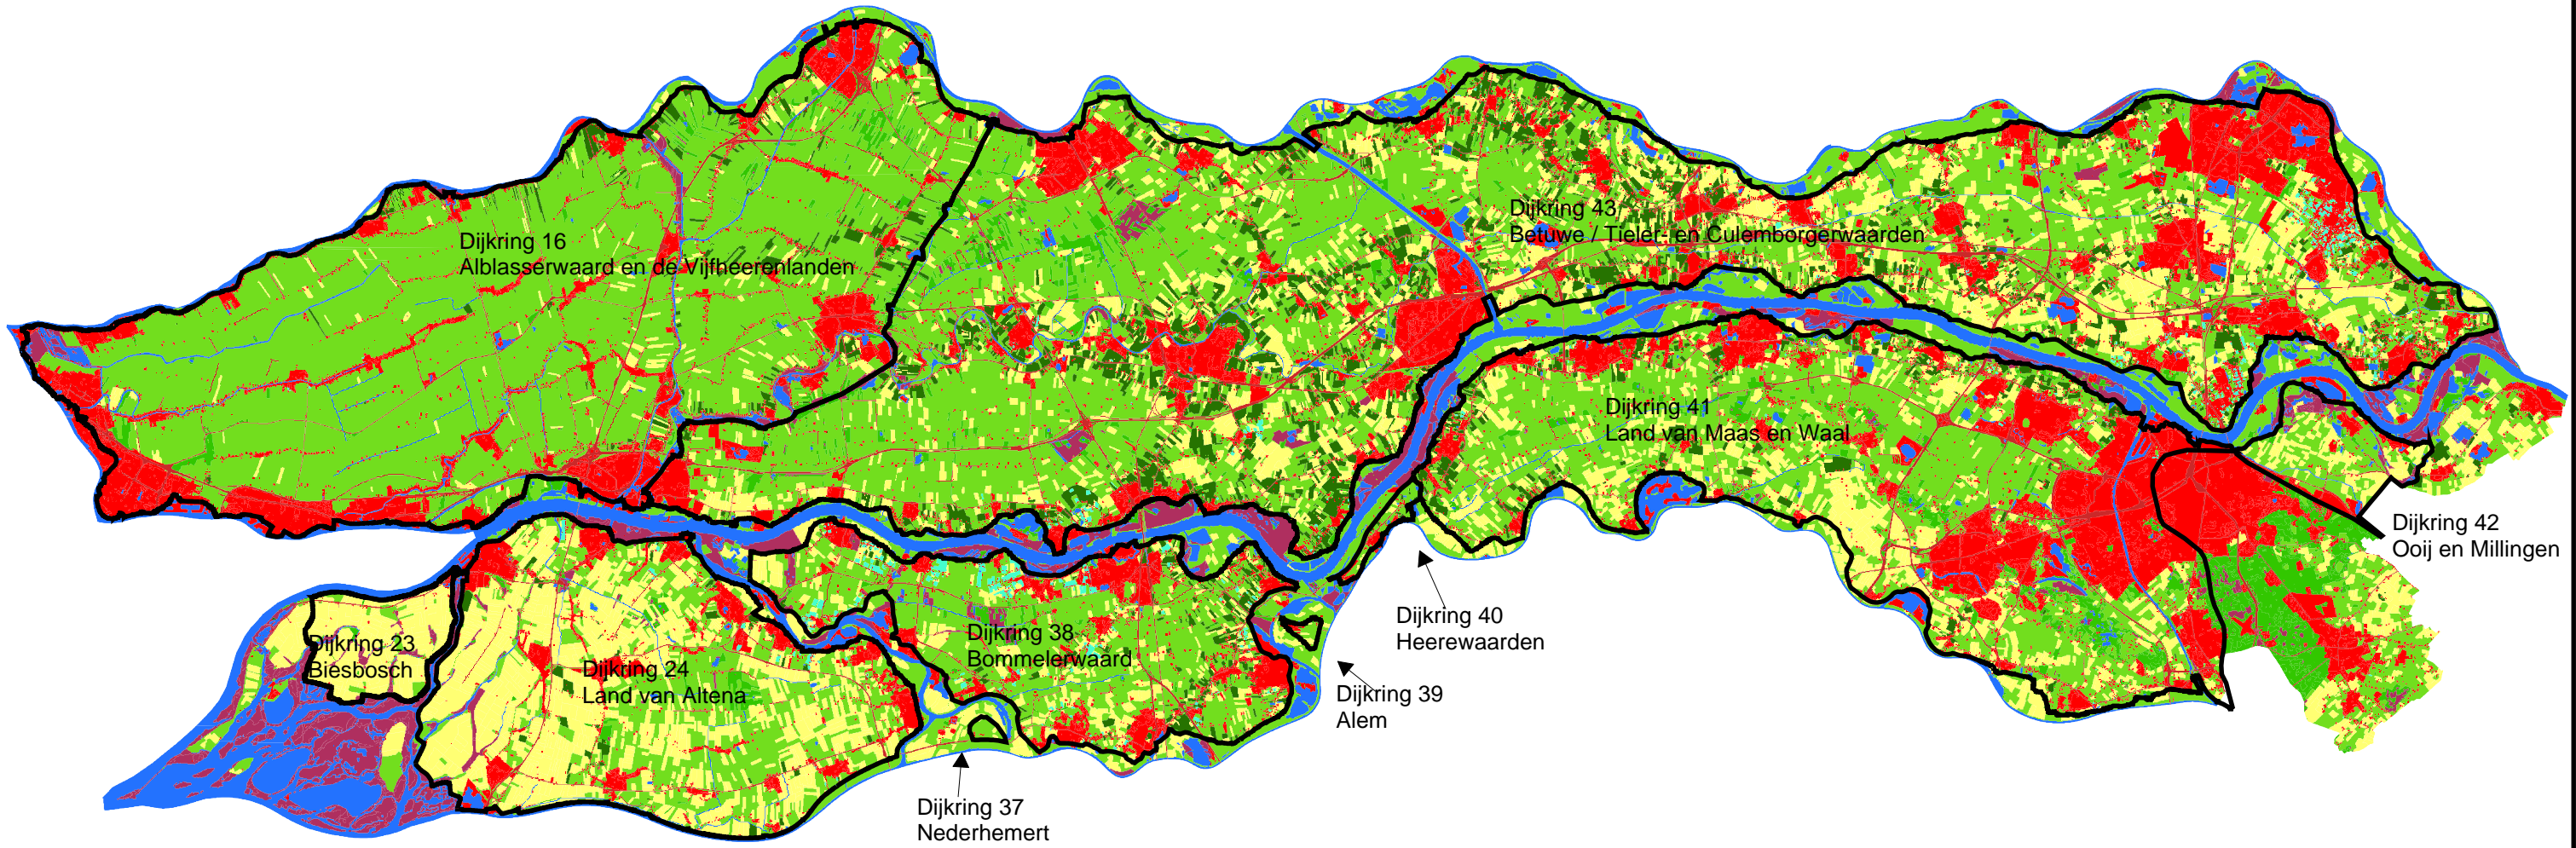 Dijkring 16
Alblasserwaard en de Vijfheerenlanden
Dijkring 43
Betuwe / Tieler- en Culemborgerwaarden
Dijkring 41
Land van Maas en Waal
Dijkring 42
Ooij en Millingen
Dijkring 40
Heerewaarden
Dijkring 38
Bommelerwaard
Dijkring 23
Biesbosch
Dijkring 24
Land van Altena
Dijkring 39
Alem
Dijkring 37
Nederhemert